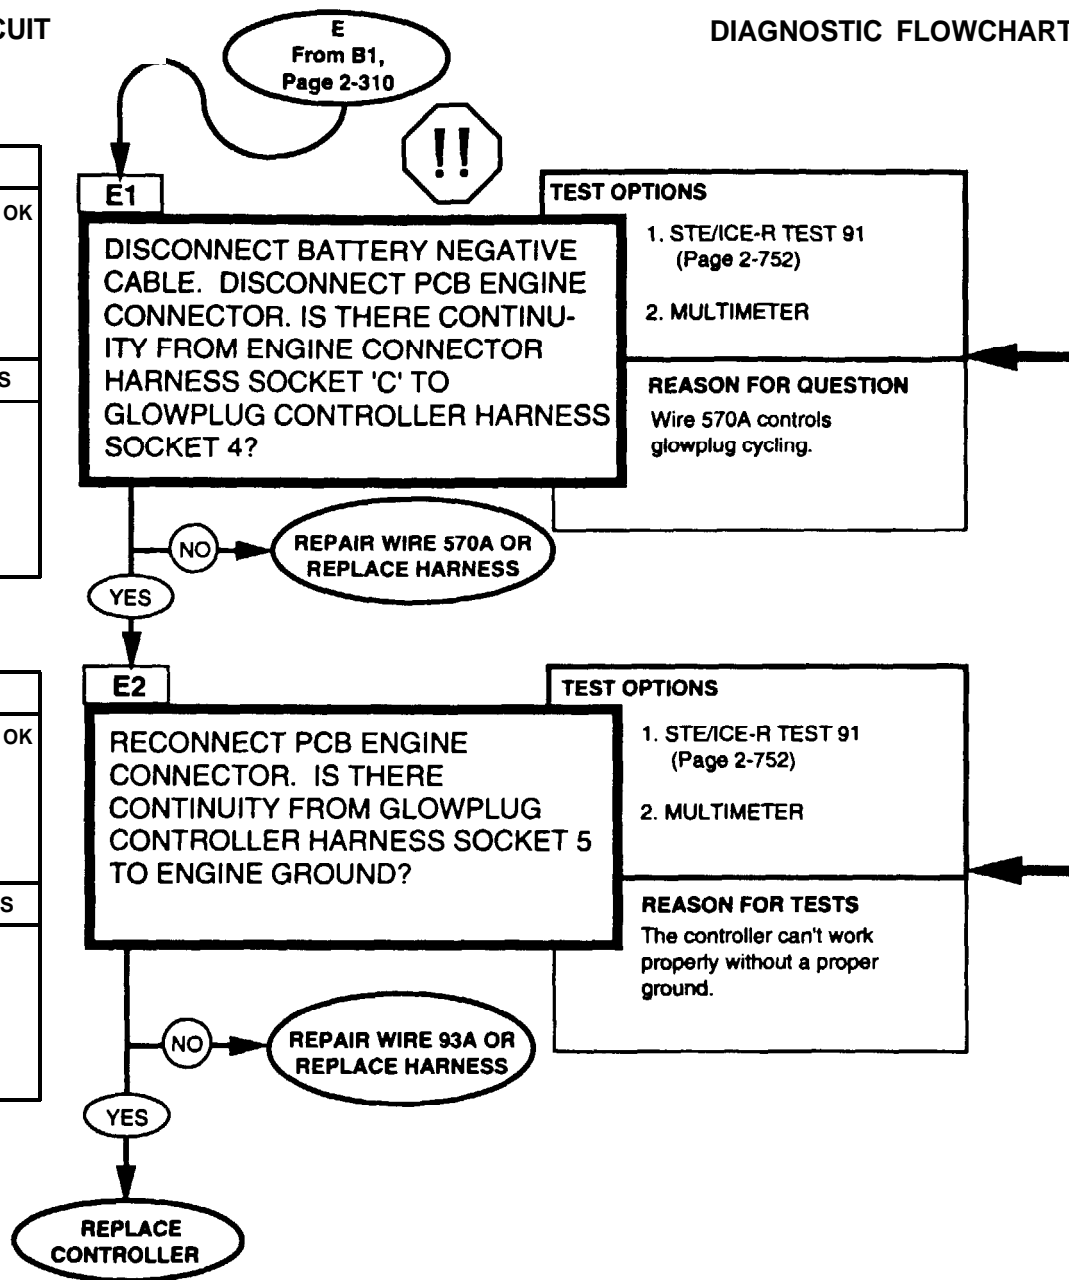 CUIT
DIAGNOSTIC FLOWCHART
E
From B1,
Page 2-310
!!
OK
S
E1
DISCONNECT BATTERY NEGATIVE
CABLE. DISCONNECT PCB ENGINE
CONNECTOR. IS THERE CONTINU-
ITY FROM ENGINE CONNECTOR
HARNESS SOCKET 'C' TO
GLOWPLUG CONTROLLER HARNESS
SOCKET 4?
TEST OPTIONS
1. STE/ICE-R TEST 91
(Page 2-752)
2. MULTIMETER
REASON FOR QUESTION
Wire 570A controls
glowplug cycling.
NO
REPAIR WIRE 570A OR
REPLACE HARNESS
YES
OK
S
E2
RECONNECT PCB ENGINE
CONNECTOR. IS THERE
CONTINUITY FROM GLOWPLUG
CONTROLLER HARNESS SOCKET 5
TO ENGINE GROUND?
TEST OPTIONS
1. STE/ICE-R TEST 91
(Page 2-752)
2. MULTIMETER
REASON FOR TESTS
The controller can't work
properly without a proper
ground.
NO
REPAIR WIRE 93A OR
REPLACE HARNESS
YES
REPLACE
CONTROLLER